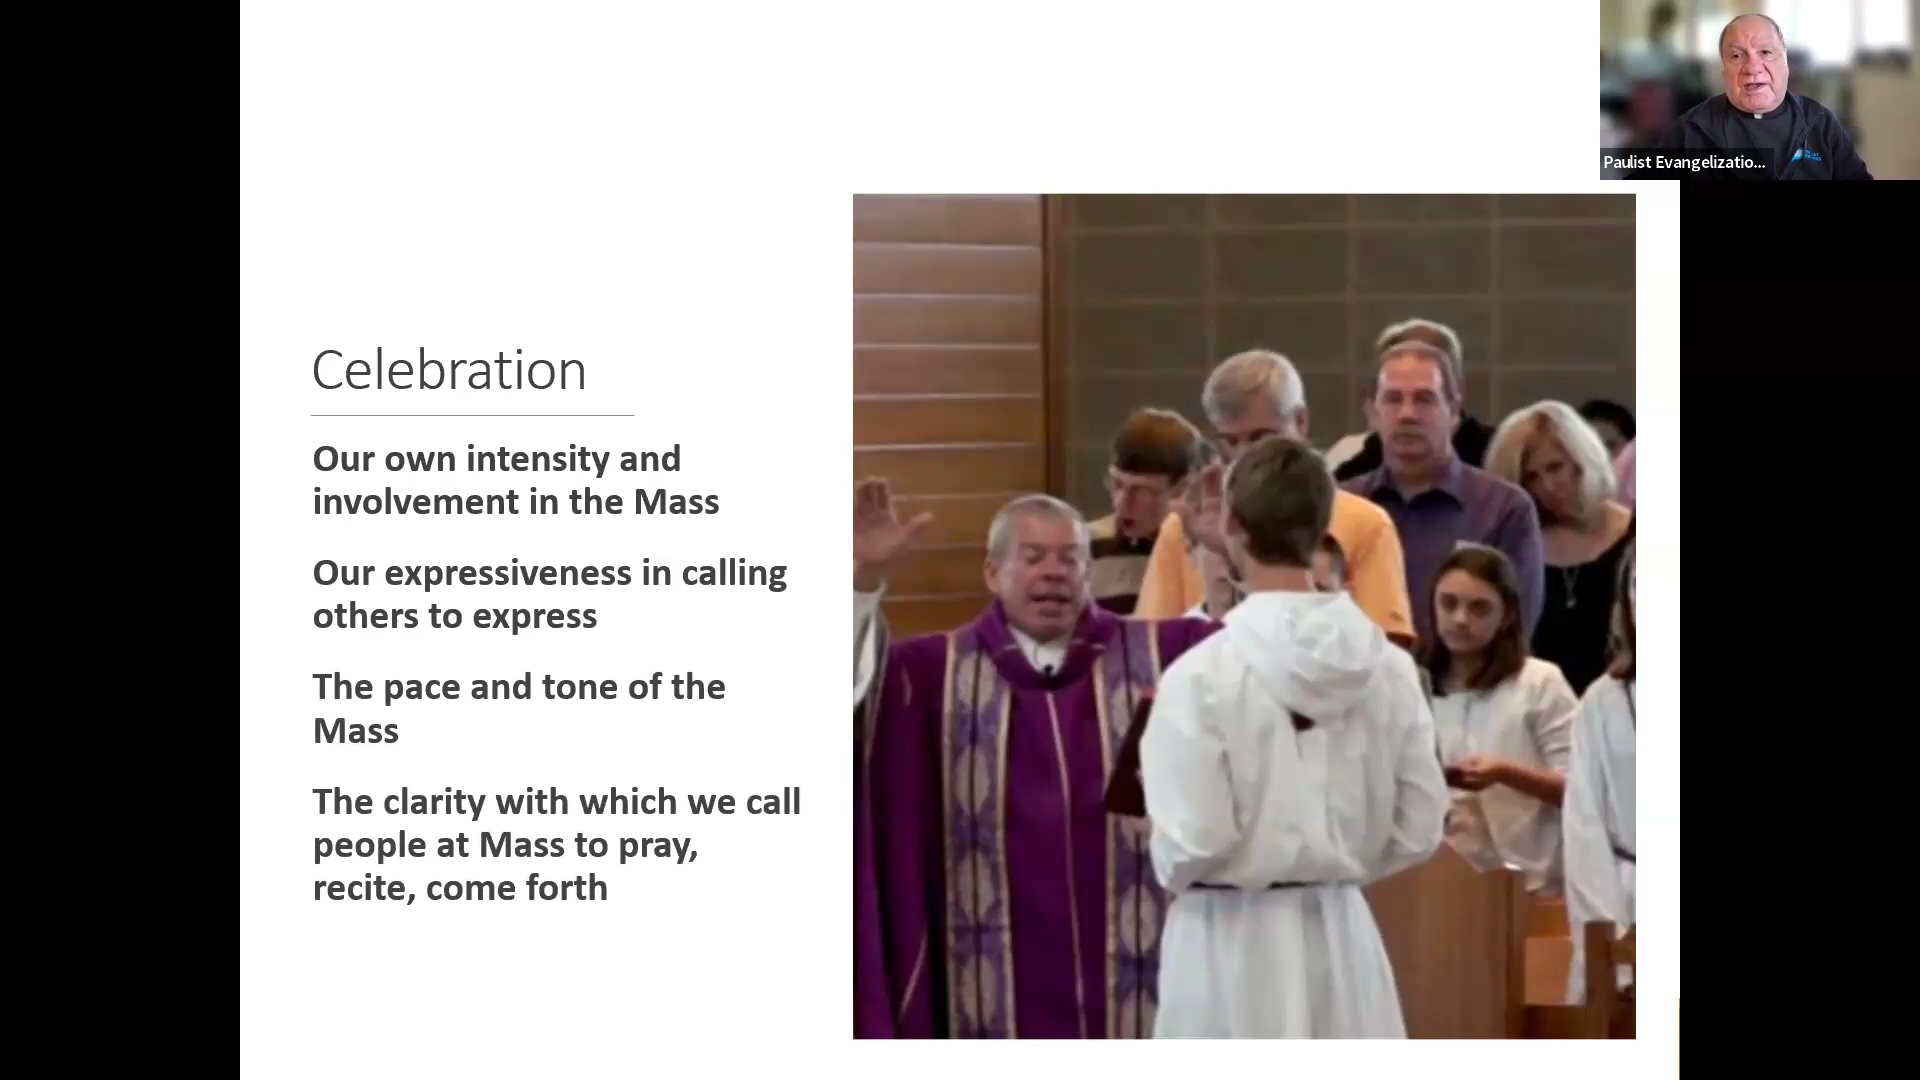 Paulist Evangelizatio...
Celebration
Our own intensity and
involvement in the Mass
Our expressiveness in calling
others to express
The pace and tone of the
Mass
The clarity with which we call
people at Mass to pray,
recite, come forth